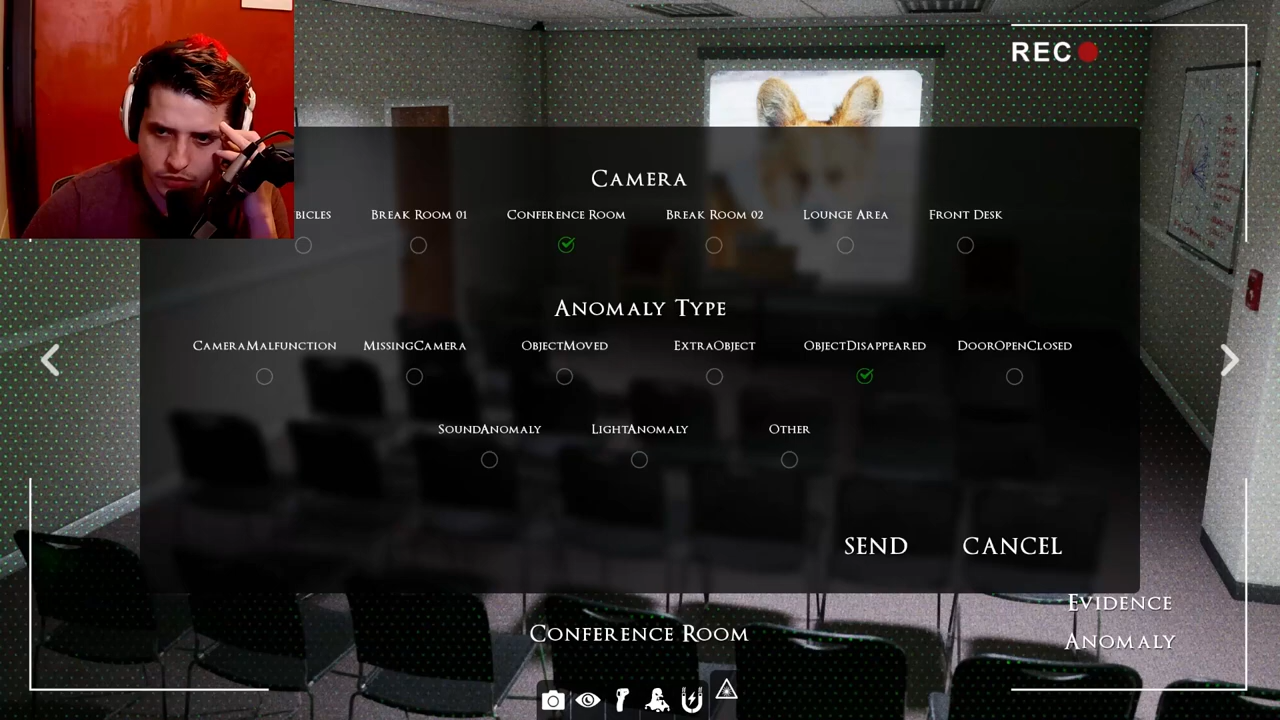 REC
CAMERA
BICLES BREAK ROOM 01 CONFERENCE ROOM BREAK ROOM 02 LOUNGE AREA FRONT DESK
ANOMALY TYPE
CAMERAMALFUNCTION MISSINGCAMERA OBJECTMOVED EXTRAOBJECT OBJECTDISAPPEARED DOOROPENCLOSED
SOUNDANOMALY LIGHTANOMALY OTHER
SEND CANCEL
EVIDENCE
CONFERENCE ROOM
ANOMALY